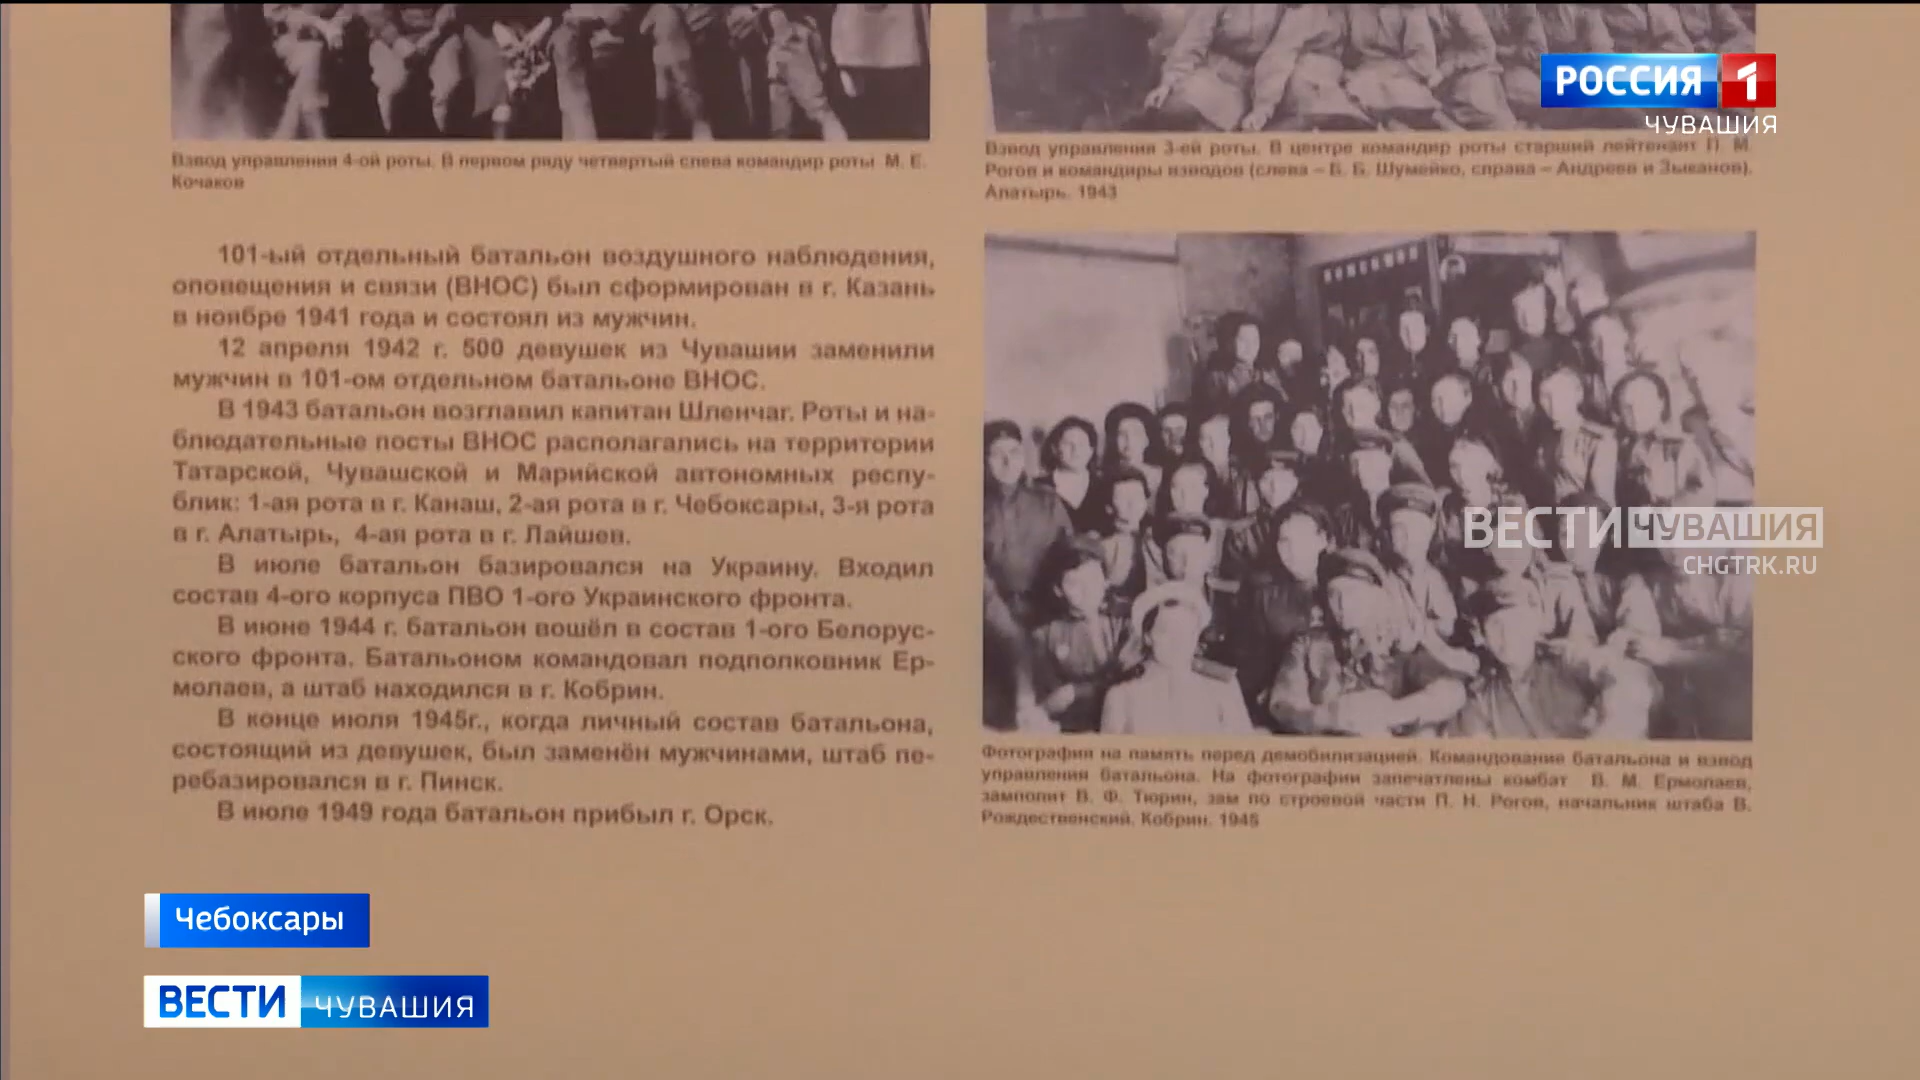 РОССИЯ 1
ЧУВАШИЯ
Взвод управления 4-ой роты. В первом ряду четвертый слева командир роты М. Е.
Кочаков
Взвод управления 3-ей роты. В центре командир роты старший лейтенант П. М.
Рогов и командиры взводов (слева – Б. Б. Шумейко, справа – Андреев и Зыканов).
Алатырь. 1943
101-ый отдельный батальон воздушного наблюдения,
оповещения и связи (ВНОС) был сформирован в г. Казань
в ноябре 1941 года и состоял из мужчин.
12 апреля 1942 г. 500 девушек из Чувашии заменили
мужчин в 101-ом отдельном батальоне ВНОС.
В 1943 батальон возглавил капитан Шленчаг. Роты и на-
блюдательные посты ВНОС располагались на территории
Татарской, Чувашской и Марийской автономных респу-
блик: 1-ая рота в г. Канаш, 2-ая рота в г. Чебоксары, 3-я рота
в г. Алатырь, 4-ая рота в г. Лайшев.
В июле батальон базировался на Украину. Входил
состав 4-ого корпуса ПВО 1-ого Украинского фронта.
В июне 1944 г. батальон вошёл в состав 1-ого Белорус-
ского фронта. Батальоном командовал подполковник Ер-
молаев, а штаб находился в г. Кобрин.
В конце июля 1945г., когда личный состав батальона,
состоящий из девушек, был заменён мужчинами, штаб пе-
ребазировался в г. Пинск.
В июле 1949 года батальон прибыл г. Орск.
ВЕСТИ ЧУВАШИЯ
CHGTRK.RU
Фотография на память перед демобилизацией. Командование батальона и взвод
управления батальона. На фотографии запечатлены комбат В. М. Ермолаев,
замполит В. Ф. Тюрин, зам по строевой части П. Н. Рогов, начальник штаба В.
Рождественский. Кобрин. 1945
Чебоксары
ВЕСТИ ЧУВАШИЯ